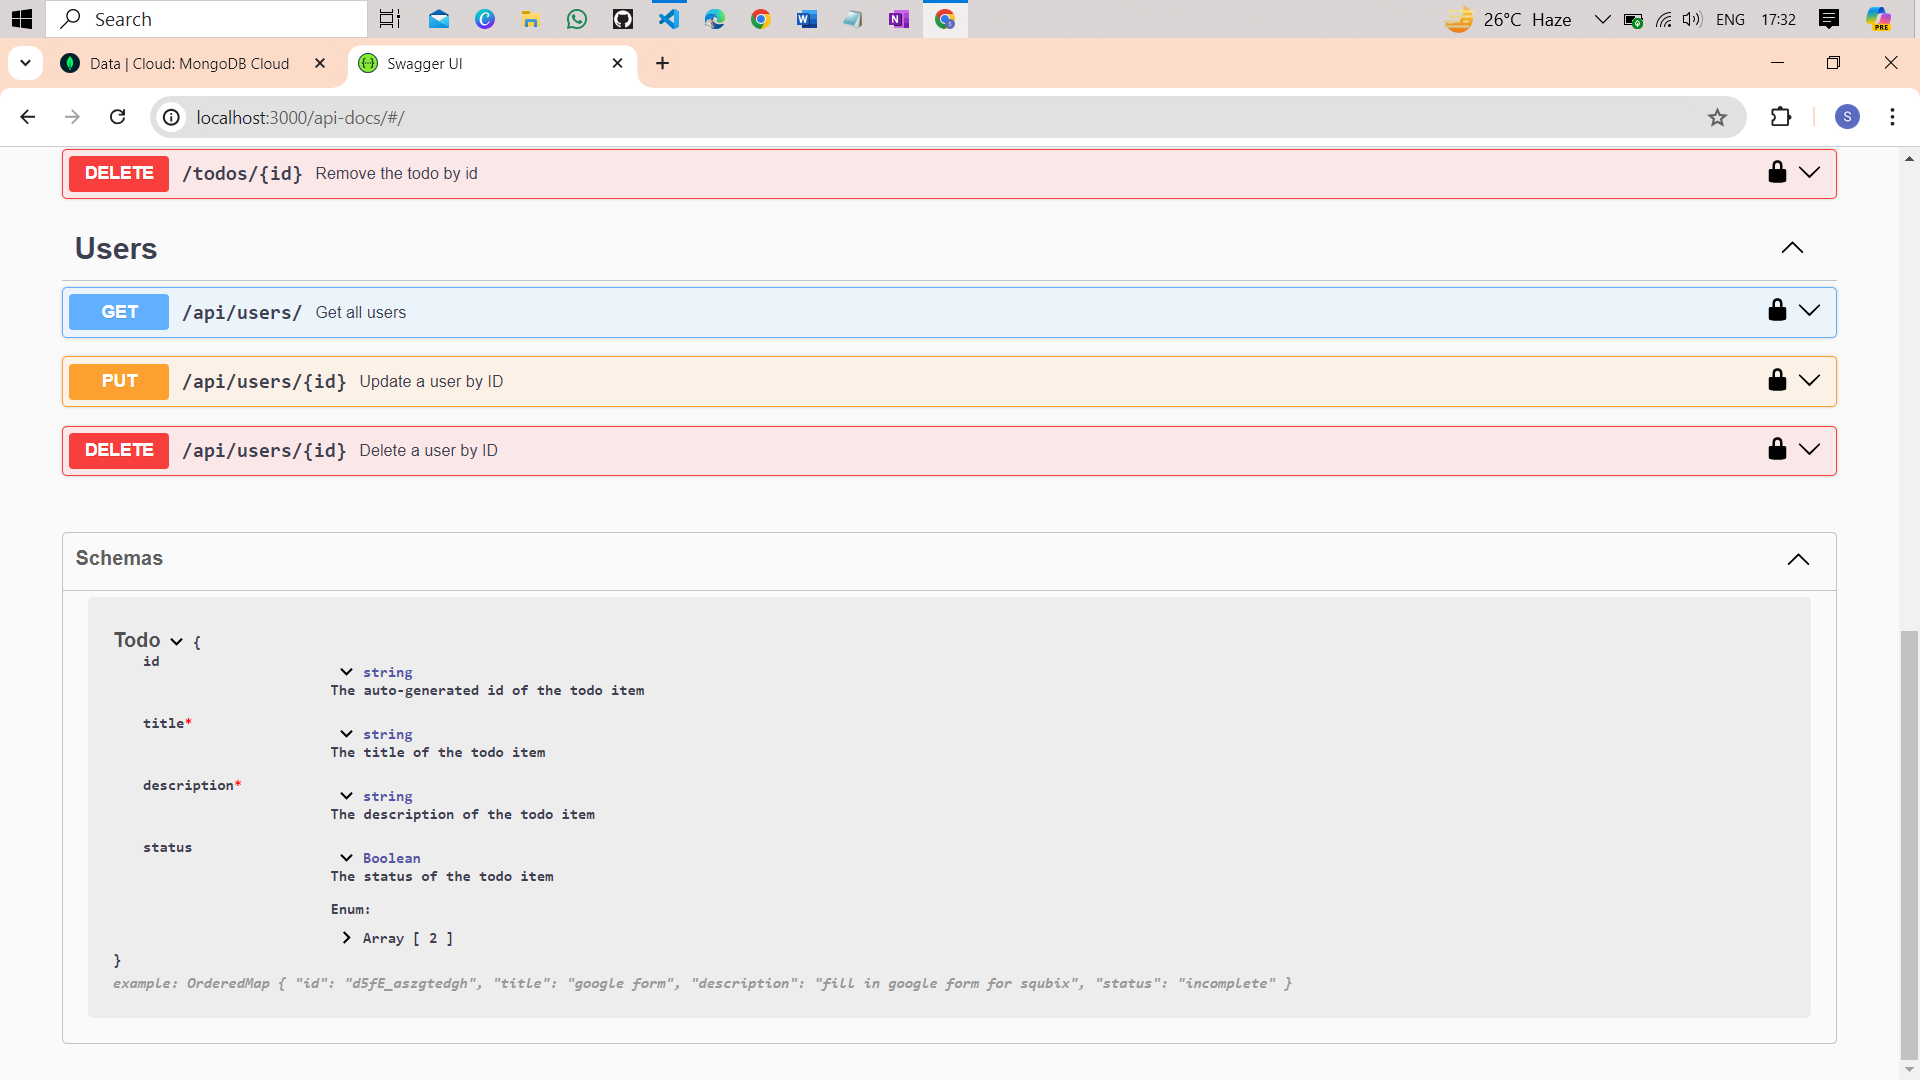 Search
26°C Haze
ENG
17:32
PRE
Data | Cloud: MongoDB Cloud
Swagger UI
localhost:3000/api-docs/#/
S
DELETE /todos/{id} Remove the todo by id
Users
GET /api/users/ Get all users
PUT /api/users/{id} Update a user by ID
DELETE /api/users/{id} Delete a user by ID
Schemas
Todo {
id
string
The auto-generated id of the todo item
title*
string
The title of the todo item
description*
string
The description of the todo item
status
Boolean
The status of the todo item
Enum:
Array [ 2 ]
}
example: OrderedMap { "id": "d5fE_aszgtedgh", "title": "google form", "description": "fill in google form for squbix", "status": "incomplete" }